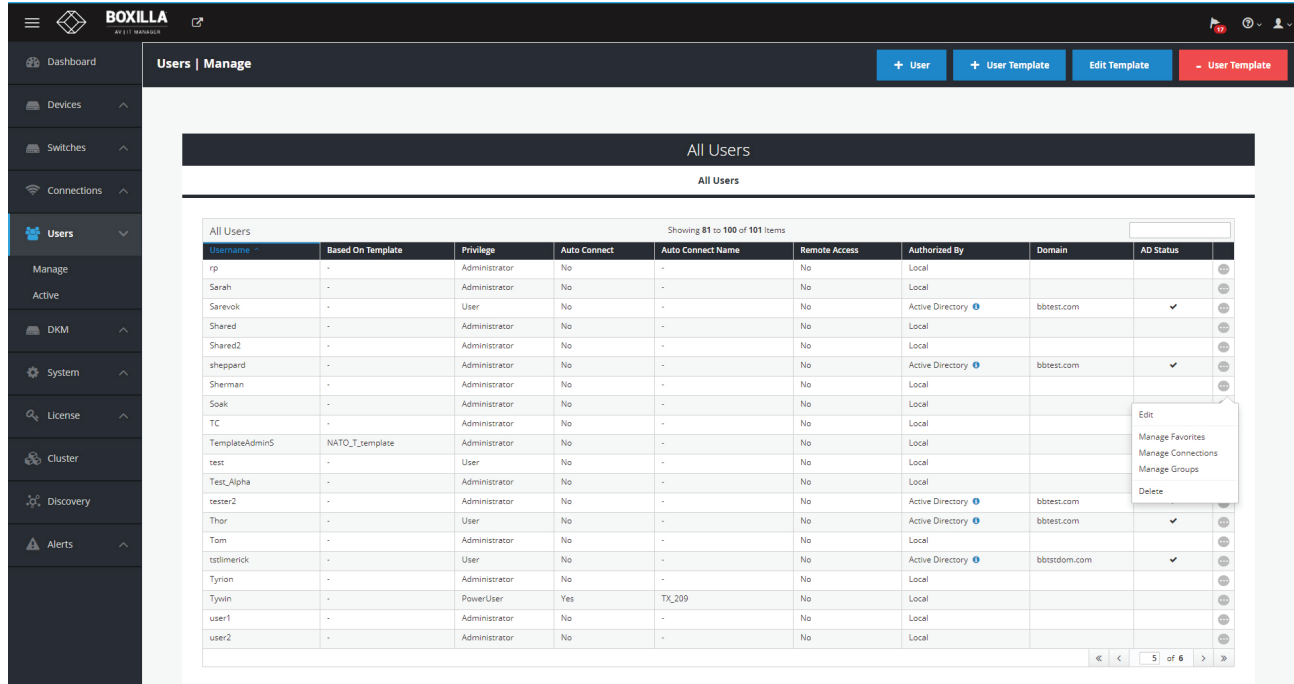 BOXILLA
AV | IT MANAGER
17
Dashboard
Devices
Switches
Connections
Users
Manage
Active
DKM
System
License
Cluster
Discovery
Alerts
Users | Manage
+ User
+ User Template
Edit Template
- User Template
All Users
All Users
All Users
Showing 81 to 100 of 101 Items
Username Based On Template Privilege Auto Connect Auto Connect Name Remote Access Authorized By Domain AD Status
rp - Administrator No - No Local
Sarah - Administrator No - No Local
Sarevok - User No - No Active Directory bbtest.com
Shared - Administrator No - No Local
Shared2 - Administrator No - No Local
sheppard - Administrator No - No Active Directory bbtest.com
Sherman - Administrator No - No Local
Soak - Administrator No - No Local
TC - Administrator No - No Local
TemplateAdminS NATO_T_template Administrator No - No Local
test - User No - No Local
Test_Alpha - Administrator No - No Local
tester2 - Administrator No - No Active Directory bbtest.com
Thor - User No - No Active Directory bbtest.com
Tom - Administrator No - No Local
tstlimerick - User No - No Active Directory bbtstdom.com
Tyrion - Administrator No - No Local
Tywin - PowerUser Yes TX_209 No Local
user1 - Administrator No - No Local
user2 - Administrator No - No Local
Edit
Manage Favorites
Manage Connections
Manage Groups
Delete
5 of 6